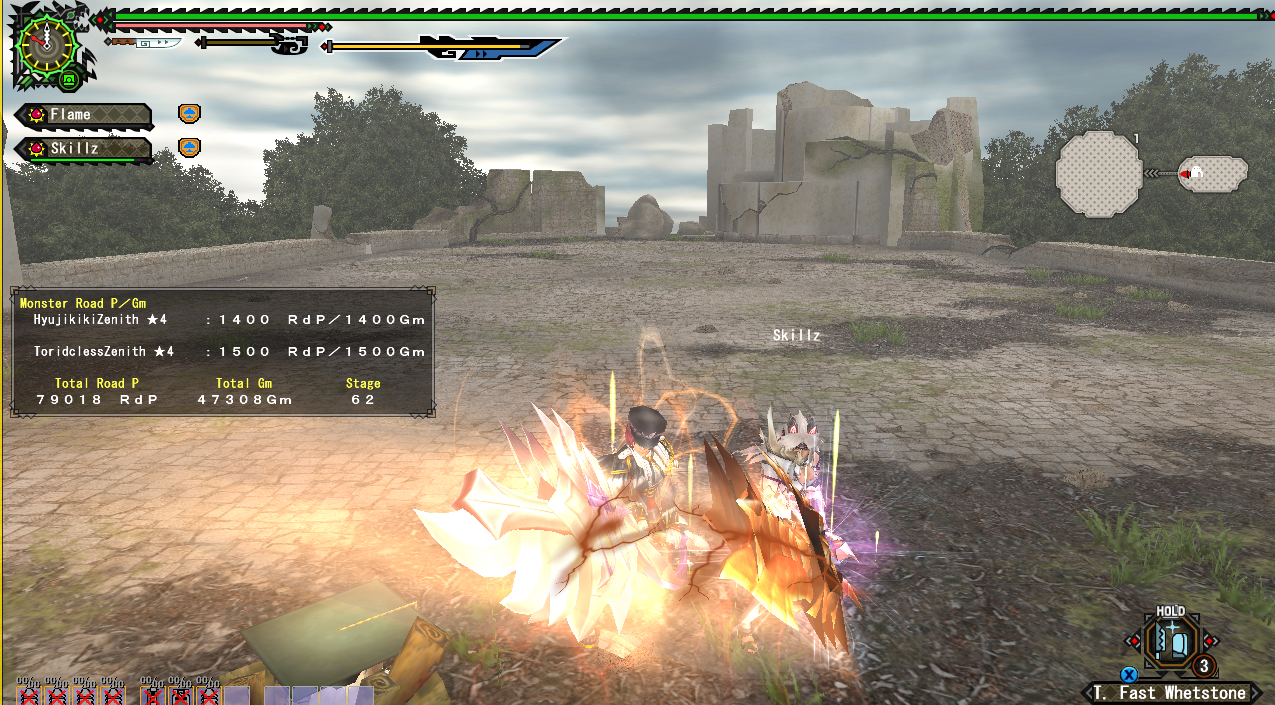 Flame
Skillz
1
Monster Road P／Gm
HyujikikiZenith ★4 ：１４００ ＲｄＰ／１４００Ｇｍ
ToridclessZenith ★4 ：１５００ ＲｄＰ／１５００Ｇｍ
Total Road P Total Gm Stage
７９０１８ ＲｄＰ ４７３０８Ｇｍ ６２
Skillz
HOLD
3
X
T. Fast Whetstone